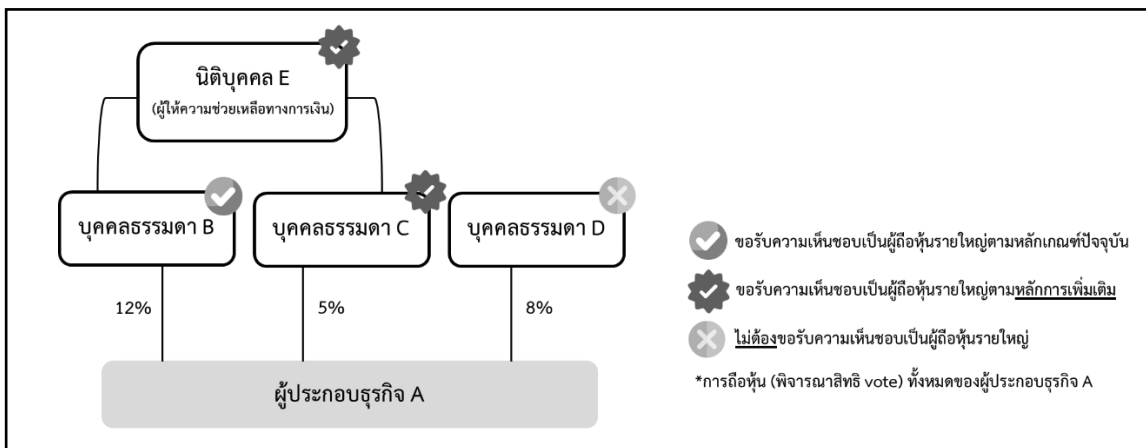 นิติบุคคล E
(ผู้ให้ความช่วยเหลือทางการเงิน)
บุคคลธรรมดา B
บุคคลธรรมดา C
บุคคลธรรมดา D
12%
5%
8%
ผู้ประกอบธุรกิจ A
ขอรับความเห็นชอบเป็นผู้ถือหุ้นรายใหญ่ตามหลักเกณฑ์ปัจจุบัน
ขอรับความเห็นชอบเป็นผู้ถือหุ้นรายใหญ่ตามหลักการเพิ่มเติม
ไม่ต้องขอรับความเห็นชอบเป็นผู้ถือหุ้นรายใหญ่
*การถือหุ้น (พิจารณาสิทธิ vote) ทั้งหมดของผู้ประกอบธุรกิจ A